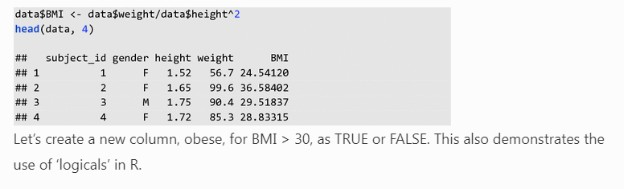 data$BMI <- data$weight/data$height^2
head(data, 4)
## subject_id gender height weight BMI
## 1 1 F 1.52 56.7 24.54120
## 2 2 F 1.65 99.6 36.58402
## 3 3 M 1.75 90.4 29.51837
## 4 4 F 1.72 85.3 28.83315
Let's create a new column, obese, for BMI > 30, as TRUE or FALSE. This also demonstrates the
use of 'logicals' in R.